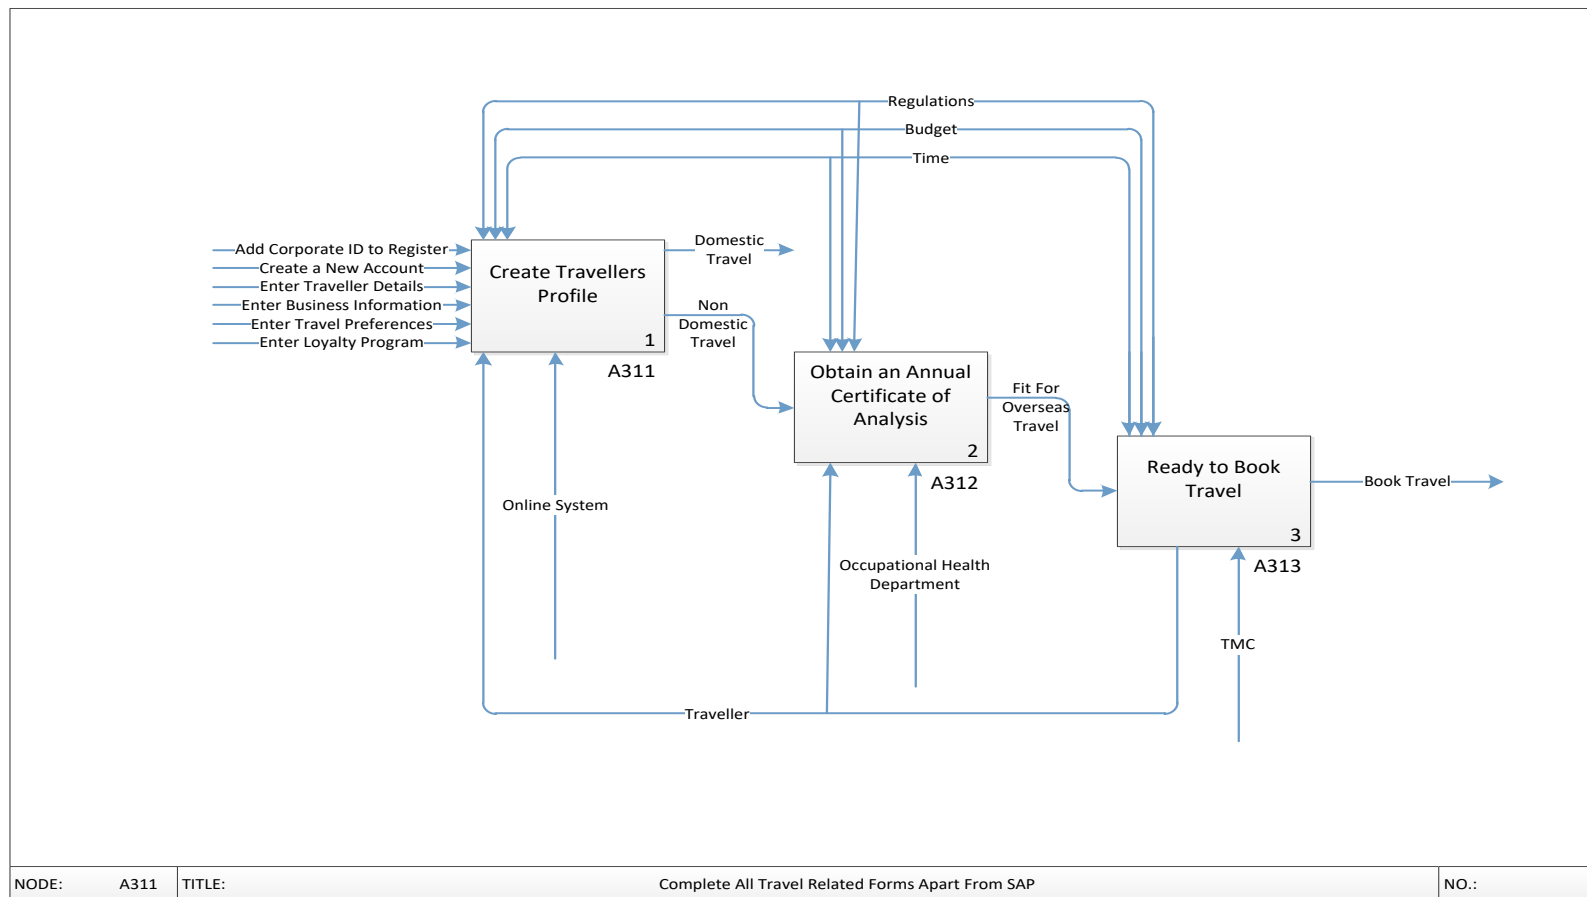 Regulations
Budget
Time
Add Corporate ID to Register
Create a New Account
Enter Traveller Details
Enter Business Information
Enter Travel Preferences
Enter Loyalty Program
Create Travellers
Profile
1
A311
Domestic
Travel
Non
Domestic
Travel
Obtain an Annual
Certificate of
Analysis
2
A312
Fit For
Overseas
Travel
Ready to Book
Travel
3
A313
Book Travel
Online System
Occupational Health
Department
TMC
Traveller
NODE: A311 TITLE: Complete All Travel Related Forms Apart From SAP NO.: